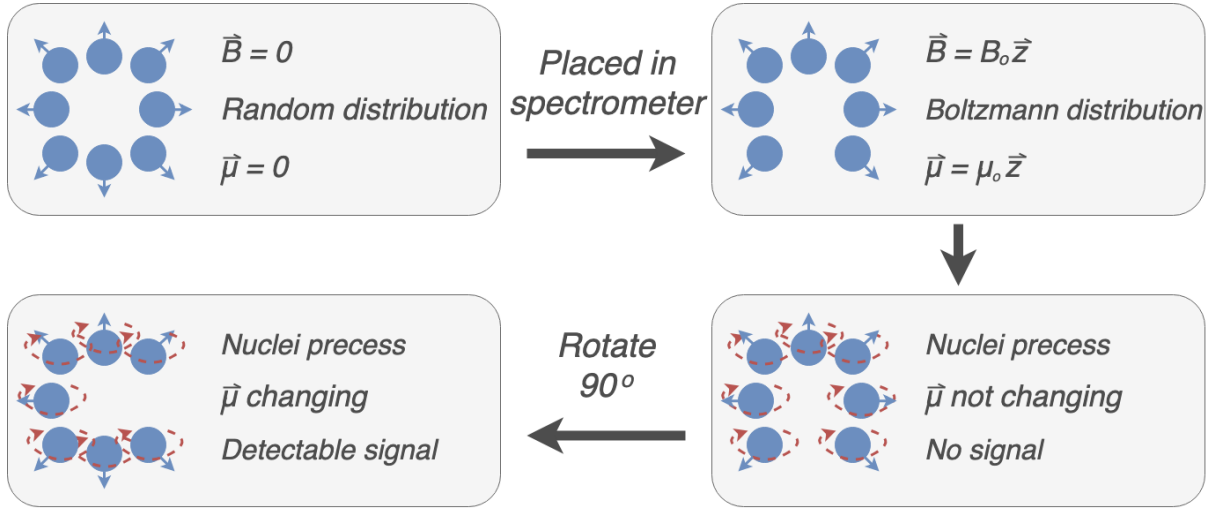 B⃗ = 0
Random distribution
μ⃗ = 0
Placed in
spectrometer
B⃗ = Bₒz⃗
Boltzmann distribution
μ⃗ = μₒz⃗
Nuclei precess
μ⃗ not changing
No signal
Rotate
90º
Nuclei precess
μ⃗ changing
Detectable signal